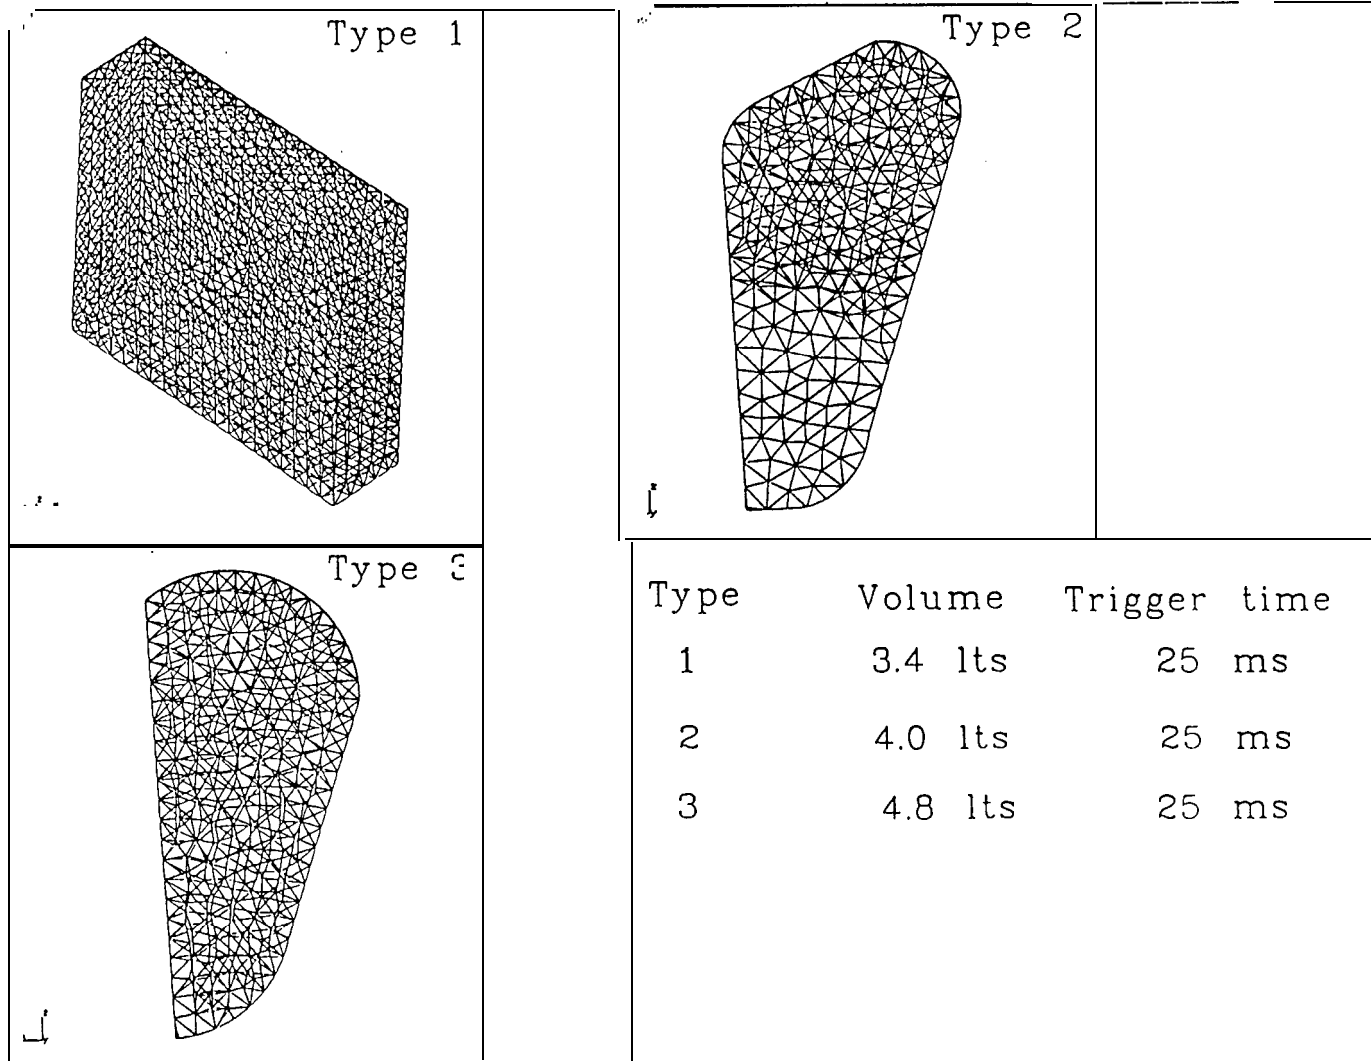 Type 1
Type 2
Type 3
Type Volume Trigger time
1 3.4 lts 25 ms
2 4.0 lts 25 ms
3 4.8 lts 25 ms